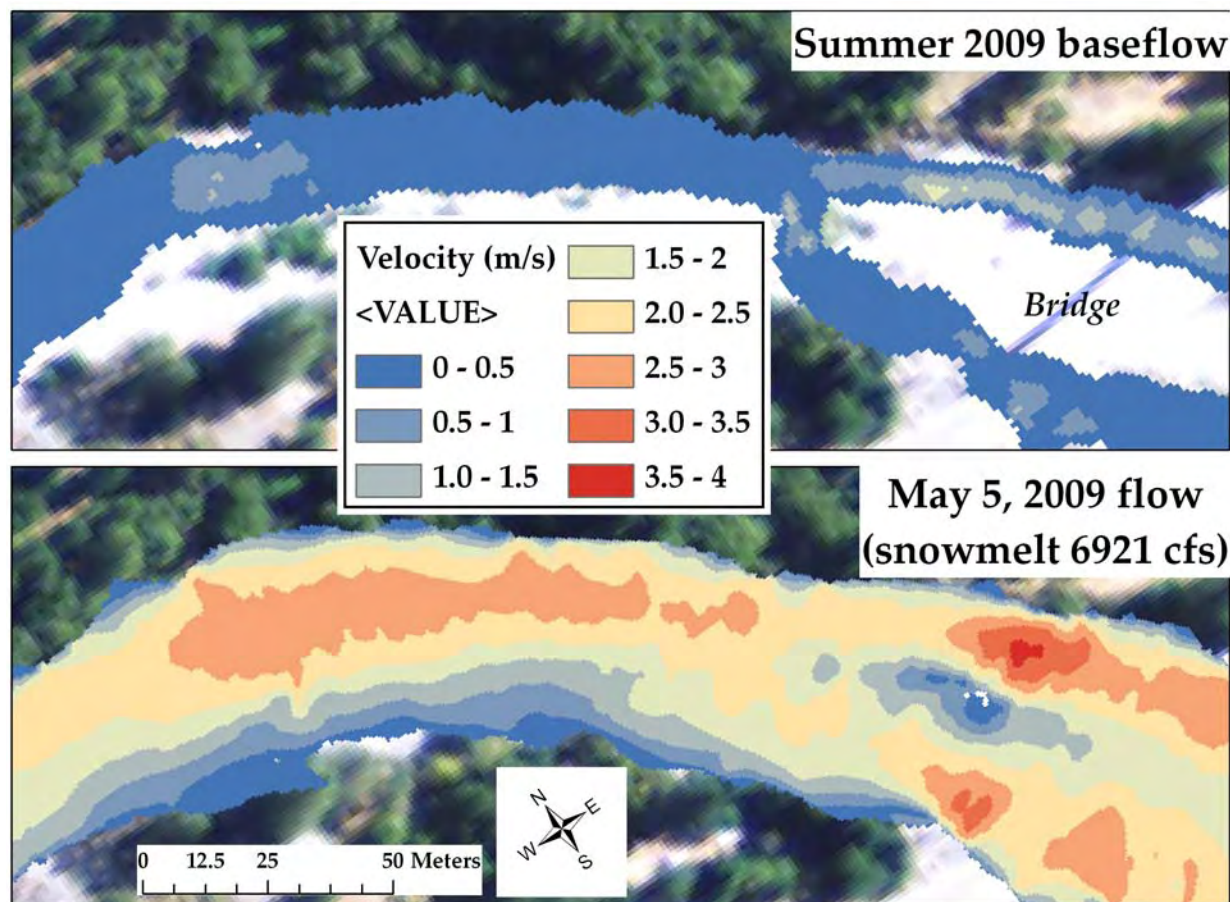 Summer 2009 baseflow
Velocity (m/s)
<VALUE>
0 - 0.5
0.5 - 1
1.0 - 1.5
1.5 - 2
2.0 - 2.5
2.5 - 3
3.0 - 3.5
3.5 - 4
Bridge
May 5, 2009 flow
(snowmelt 6921 cfs)
N
E
W
S
0 12.5 25 50 Meters